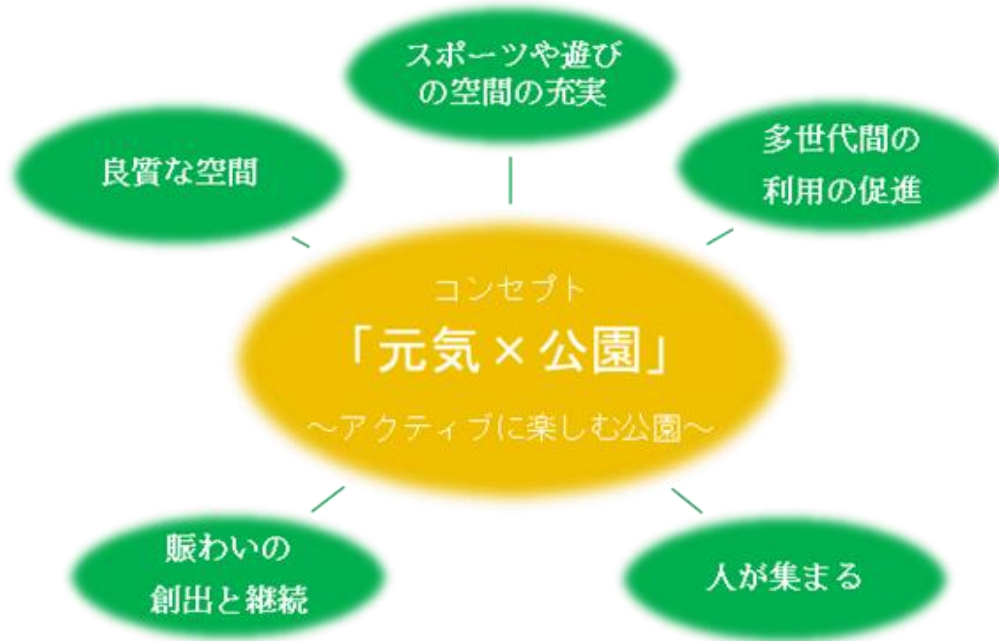 スポーツや遊び
の空間の充実
良質な空間
多世代間の
利用の促進
コンセプト
「元気×公園」
～アクティブに楽しむ公園～
賑わいの
創出と継続
人が集まる